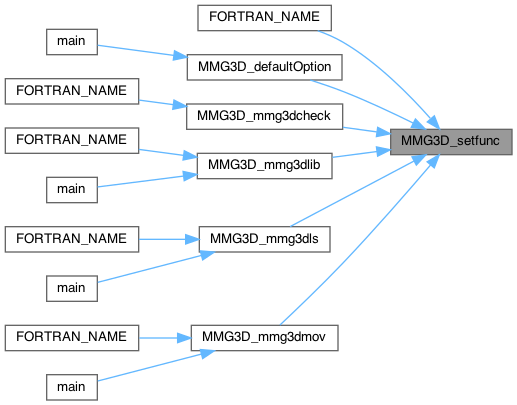 FORTRAN_NAME
main
MMG3D_defaultOption
FORTRAN_NAME
MMG3D_mmg3dcheck
MMG3D_setfunc
FORTRAN_NAME
MMG3D_mmg3dlib
main
FORTRAN_NAME
MMG3D_mmg3dls
main
FORTRAN_NAME
MMG3D_mmg3dmov
main